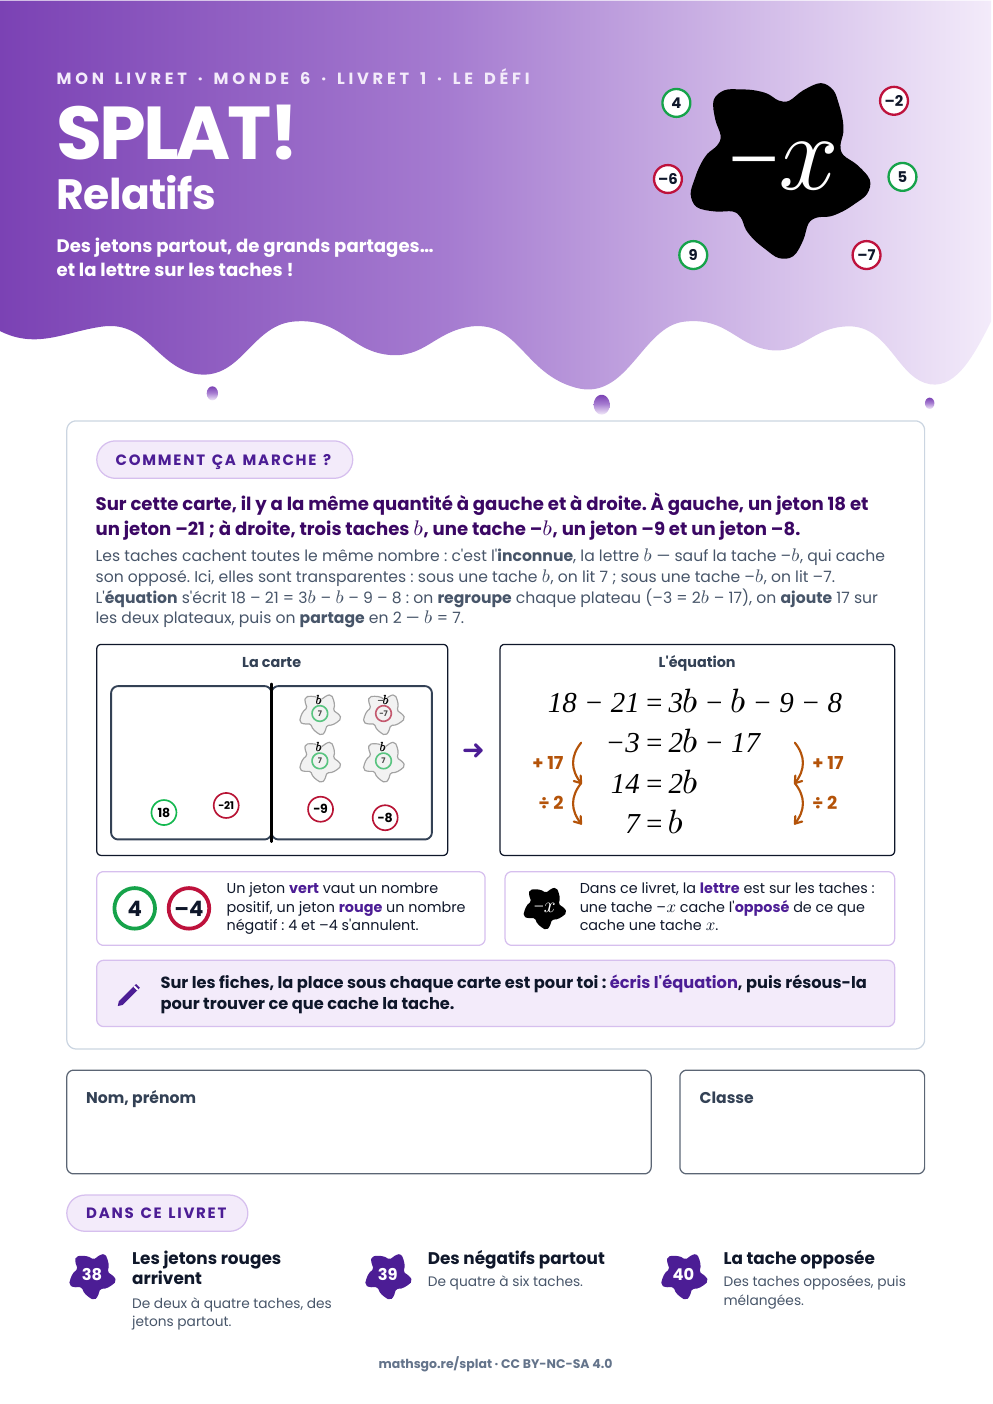 MON LIVRET · MONDE 6 · LIVRET 1 · LE DÉFI
SPLAT!
Relatifs
Des jetons partout, de grands partages…
et la lettre sur les taches !
4
−2
−x
−6
5
9
−7
COMMENT ÇA MARCHE ?
Sur cette carte, il y a la même quantité à gauche et à droite. À gauche, un jeton 18 et
un jeton −21 ; à droite, trois taches b, une tache −b, un jeton −9 et un jeton −8.
Les taches cachent toutes le même nombre : c'est l'inconnue, la lettre b — sauf la tache −b, qui cache
son opposé. Ici, elles sont transparentes : sous une tache b, on lit 7 ; sous une tache −b, on lit −7.
L'équation s'écrit 18 − 21 = 3b − b − 9 − 8 : on regroupe chaque plateau (−3 = 2b − 17), on ajoute 17 sur
les deux plateaux, puis on partage en 2 — b = 7.
La carte
b
7
−b
−7
b
7
b
7
18
−21
−9
−8
➜
L'équation
18 − 21 = 3b − b − 9 − 8
−3 = 2b − 17
+ 17
+ 17
14 = 2b
÷ 2
÷ 2
7 = b
4
−4
Un jeton vert vaut un nombre
positif, un jeton rouge un nombre
négatif : 4 et −4 s'annulent.
−x
Dans ce livret, la lettre est sur les taches :
une tache −x cache l'opposé de ce que
cache une tache x.
Sur les fiches, la place sous chaque carte est pour toi : écris l'équation, puis résous-la
pour trouver ce que cache la tache.
Nom, prénom
Classe
DANS CE LIVRET
38
Les jetons rouges
arrivent
De deux à quatre taches, des
jetons partout.
39
Des négatifs partout
De quatre à six taches.
40
La tache opposée
Des taches opposées, puis
mélangées.
mathsgo.re/splat · CC BY-NC-SA 4.0